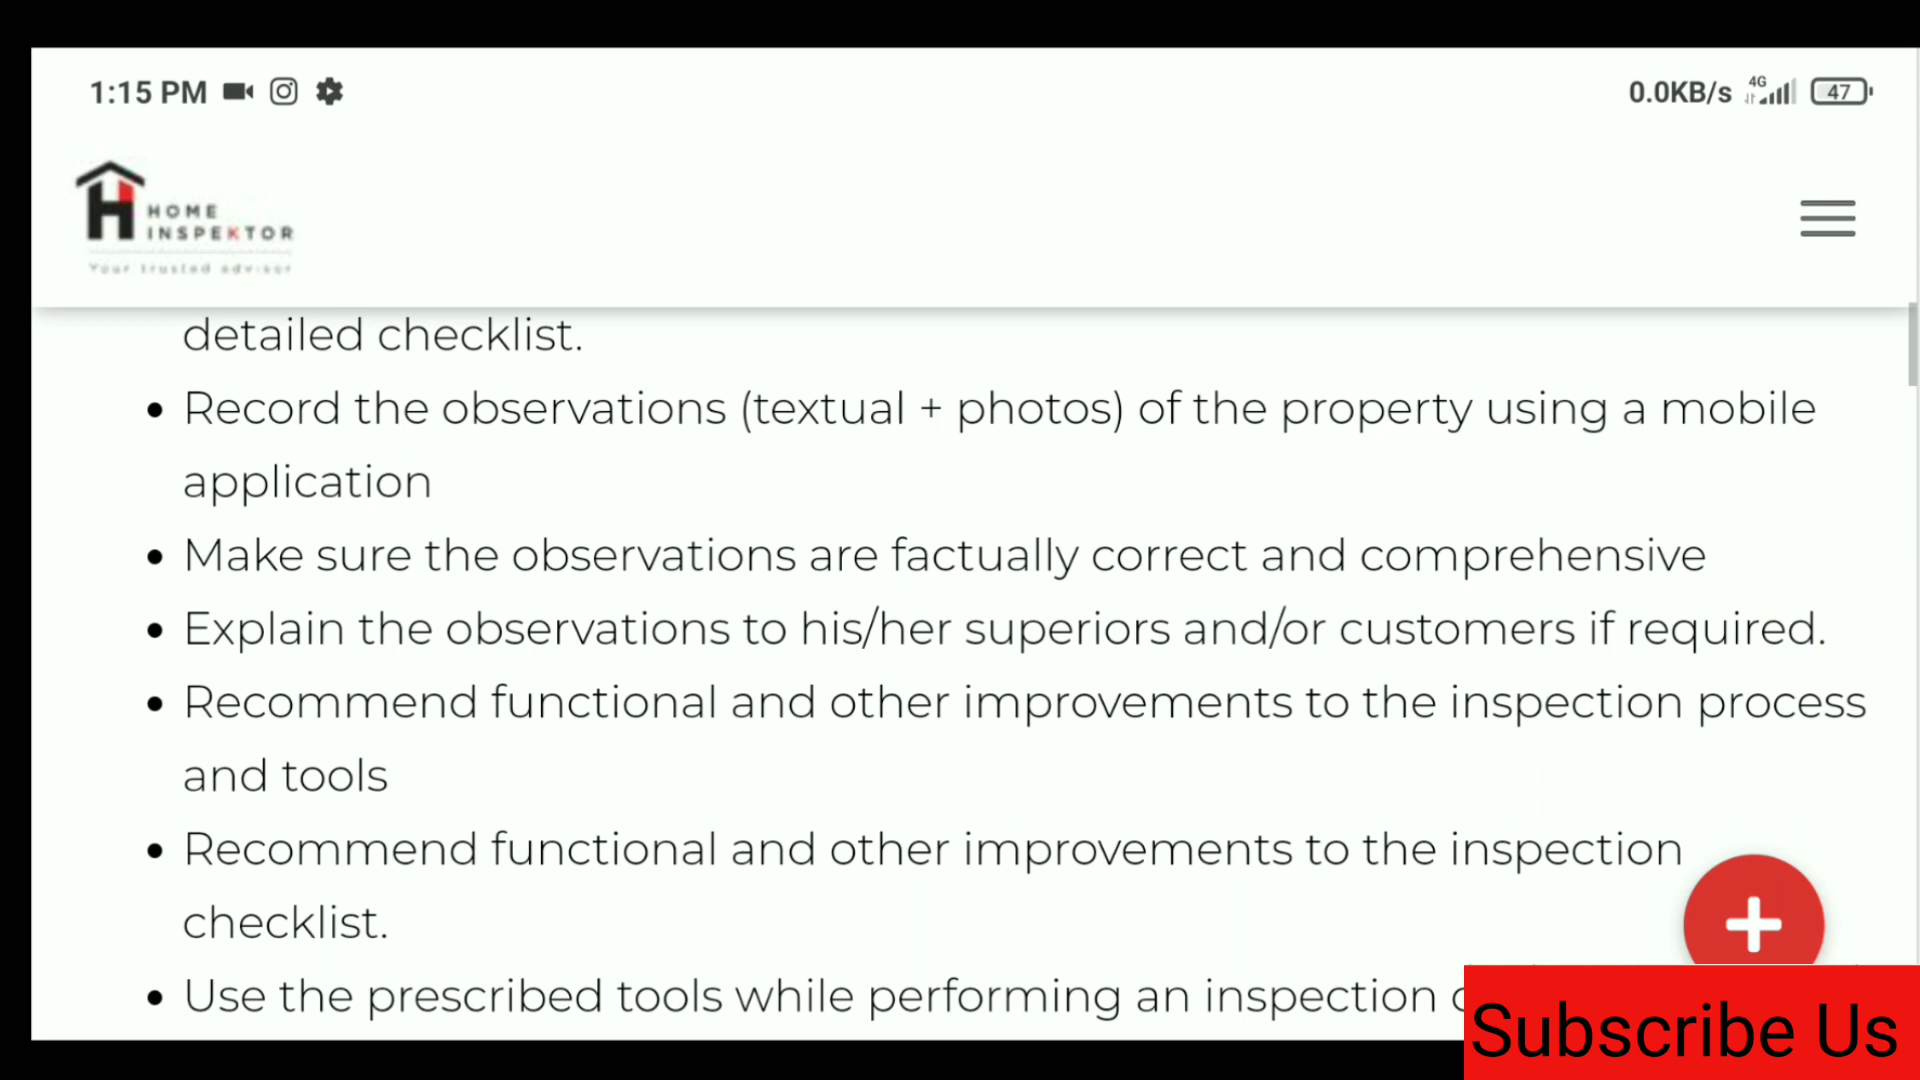 1:15 PM
0.0KB/s 4G 47
HOME
INSPEKTOR
Your trusted advisor
detailed checklist.
• Record the observations (textual + photos) of the property using a mobile
application
• Make sure the observations are factually correct and comprehensive
• Explain the observations to his/her superiors and/or customers if required.
• Recommend functional and other improvements to the inspection process
and tools
• Recommend functional and other improvements to the inspection
checklist.
• Use the prescribed tools while performing an inspection
+
Subscribe Us